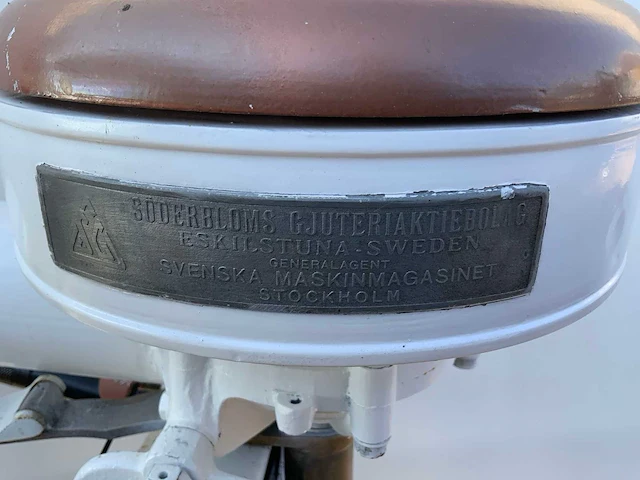 SÖDERBLOMS GJUTERIAKTIEBOLAG
ESKILSTUNA-SWEDEN
GENERALAGENT
SVENSKA MASKINMAGASINET
STOCKHOLM